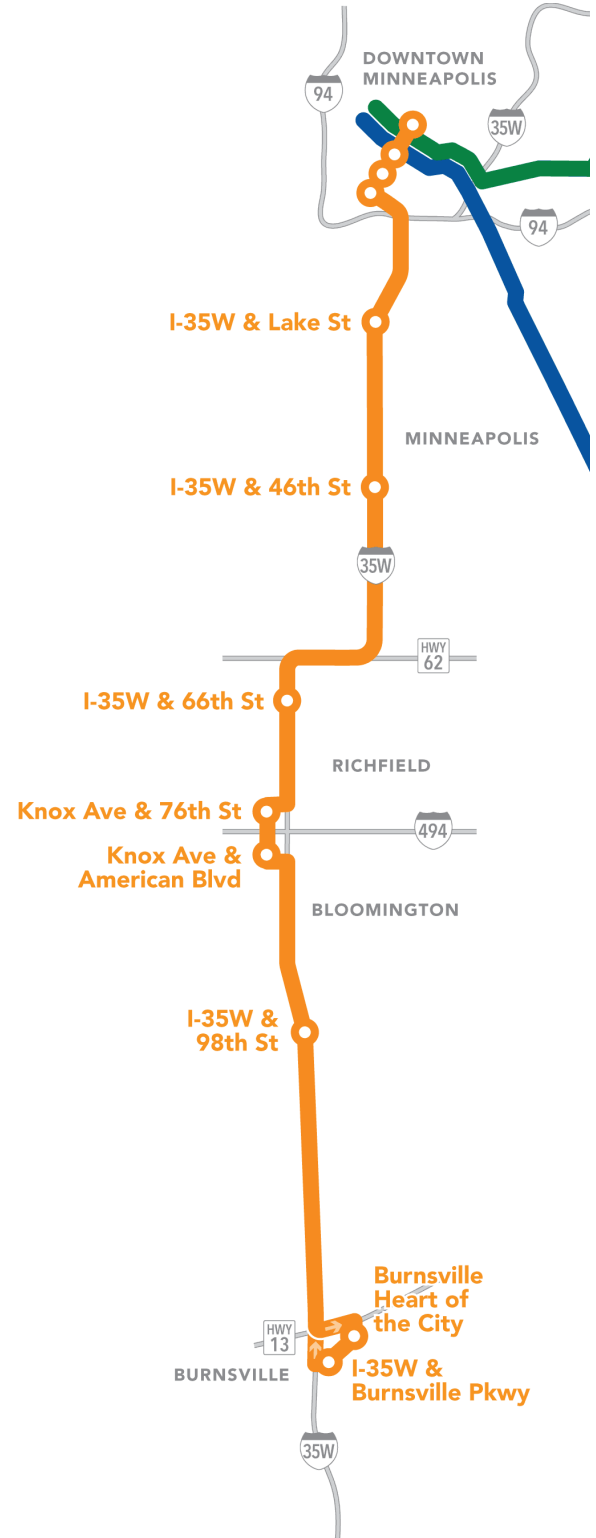 DOWNTOWN
MINNEAPOLIS
94
35W
94
I-35W & Lake St
MINNEAPOLIS
I-35W & 46th St
35W
HWY
62
I-35W & 66th St
RICHFIELD
Knox Ave & 76th St
494
Knox Ave &
American Blvd
BLOOMINGTON
I-35W &
98th St
Burnsville
Heart of
the City
HWY
13
I-35W &
Burnsville Pkwy
BURNSVILLE
35W